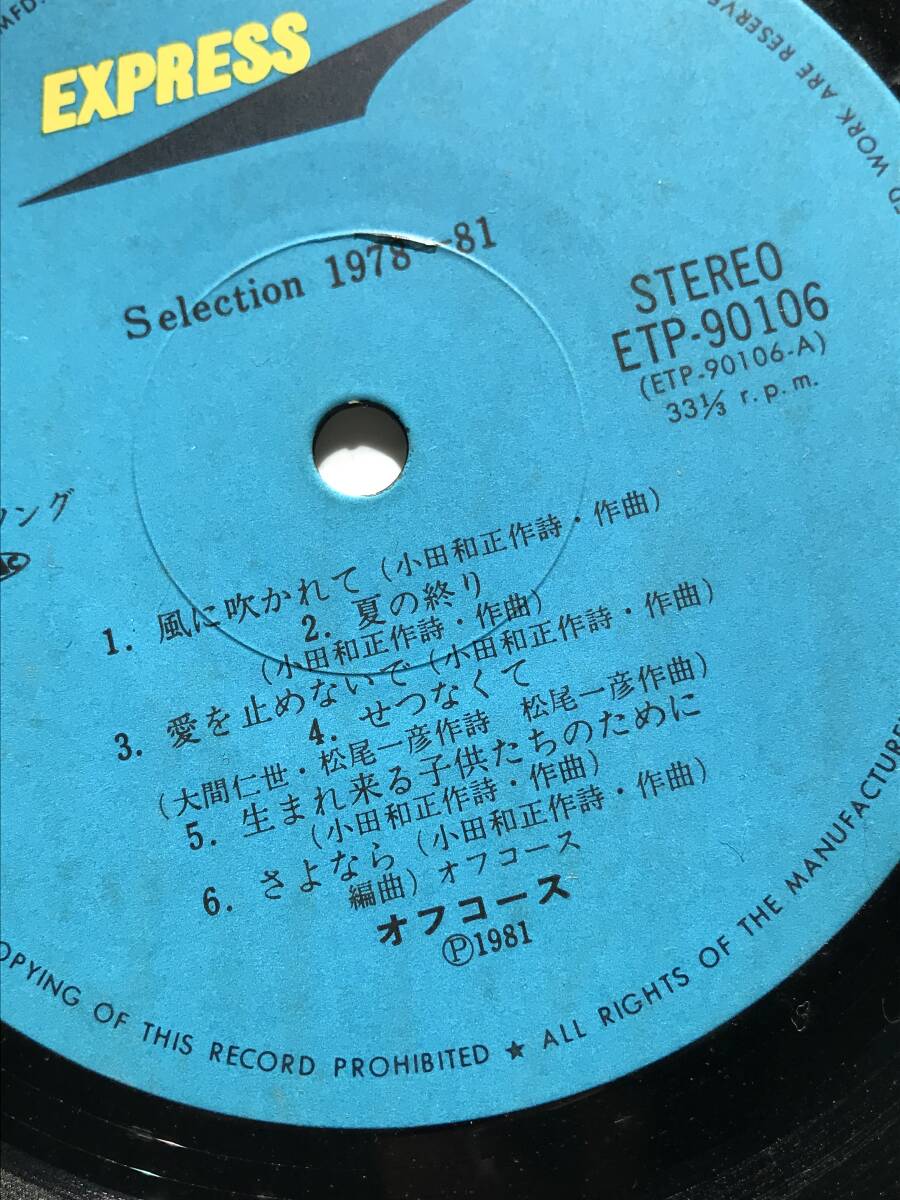 MFD.
EXPRESS
ED WORK ARE RESERVE
Selection 1978〜81
STEREO
ETP-90106
(ETP-90106-A)
33⅓ r.p.m.
ング
1. 風に吹かれて (小田和正作詩・作曲)
2. 夏の終り
(小田和正作詩・作曲)
3. 愛を止めないで (小田和正作詩・作曲)
4. せつなくて
(大間仁世・松尾一彦作詩 松尾一彦作曲)
5. 生まれ来る子供たちのために
(小田和正作詩・作曲)
6. さよなら (小田和正作詩・作曲)
編曲) オフコース
オフコース
Ⓟ1981
OPYING OF THIS RECORD PROHIBITED ★ ALL RIGHTS OF THE MANUFACTURE